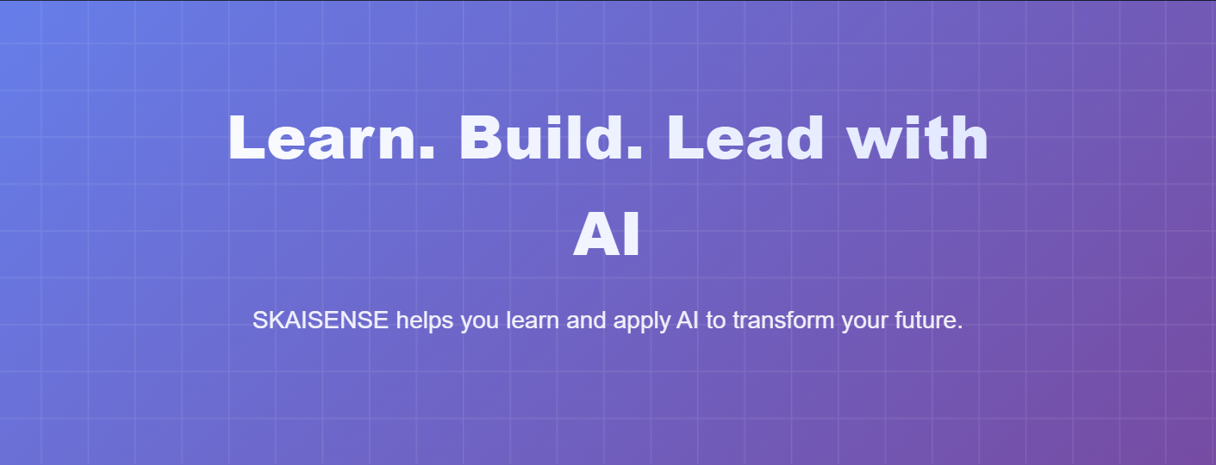 Learn. Build. Lead with
AI
SKAISENSE helps you learn and apply AI to transform your future.